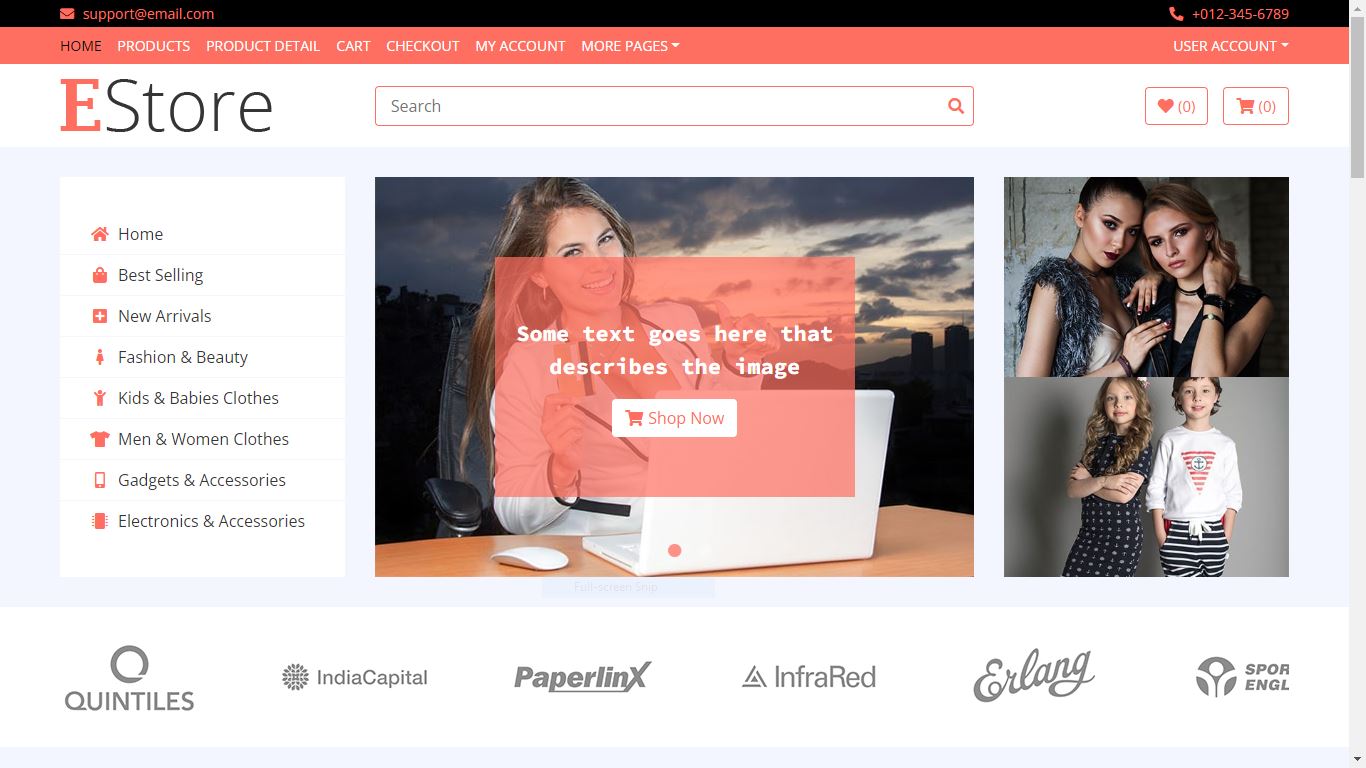 support@email.com
+012-345-6789
HOME PRODUCTS PRODUCT DETAIL CART CHECKOUT MY ACCOUNT MORE PAGES
USER ACCOUNT
EStore
Search
(0)
(0)
Home
Best Selling
New Arrivals
Fashion & Beauty
Kids & Babies Clothes
Men & Women Clothes
Gadgets & Accessories
Electronics & Accessories
Some text goes here that
describes the image
Shop Now
Full-screen Snip
QUINTILES
IndiaCapital
PaperlinX
InfraRed
Erlang
SPOR
ENGL